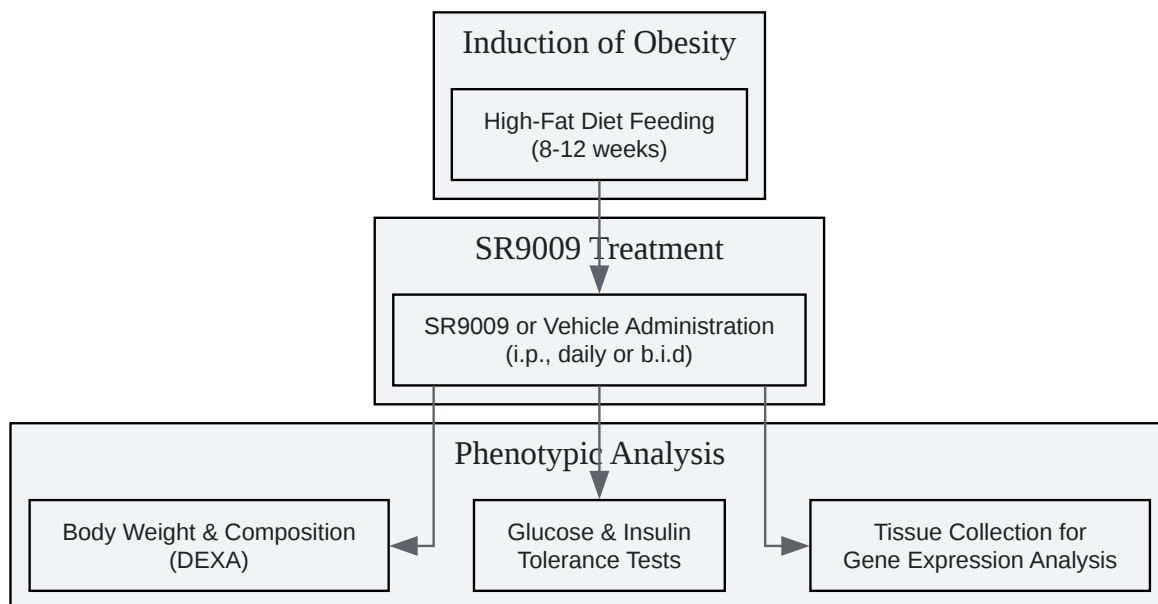 Induction of Obesity
High-Fat Diet Feeding
(8-12 weeks)
SR9009 Treatment
SR9009 or Vehicle Administration
(i.p., daily or b.i.d)
Phenotypic Analysis
Body Weight & Composition
(DEXA)
Glucose & Insulin
Tolerance Tests
Tissue Collection for
Gene Expression Analysis